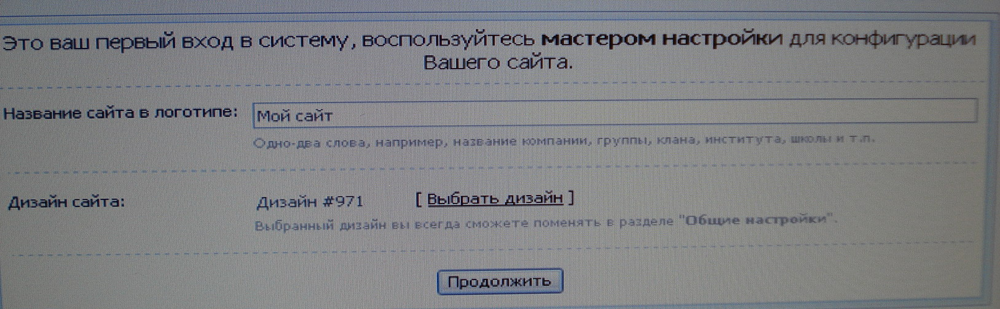 Это ваш первый вход в систему, воспользуйтесь мастером настройки для конфигурации
Вашего сайта.
Название сайта в логотипе:
Мой сайт
Одно-два слова, например, название компании, группы, клана, института, школы и т.п.
Дизайн сайта:
Дизайн #971
[ Выбрать дизайн ]
Выбранный дизайн вы всегда сможете поменять в разделе "Общие настройки".
Продолжить